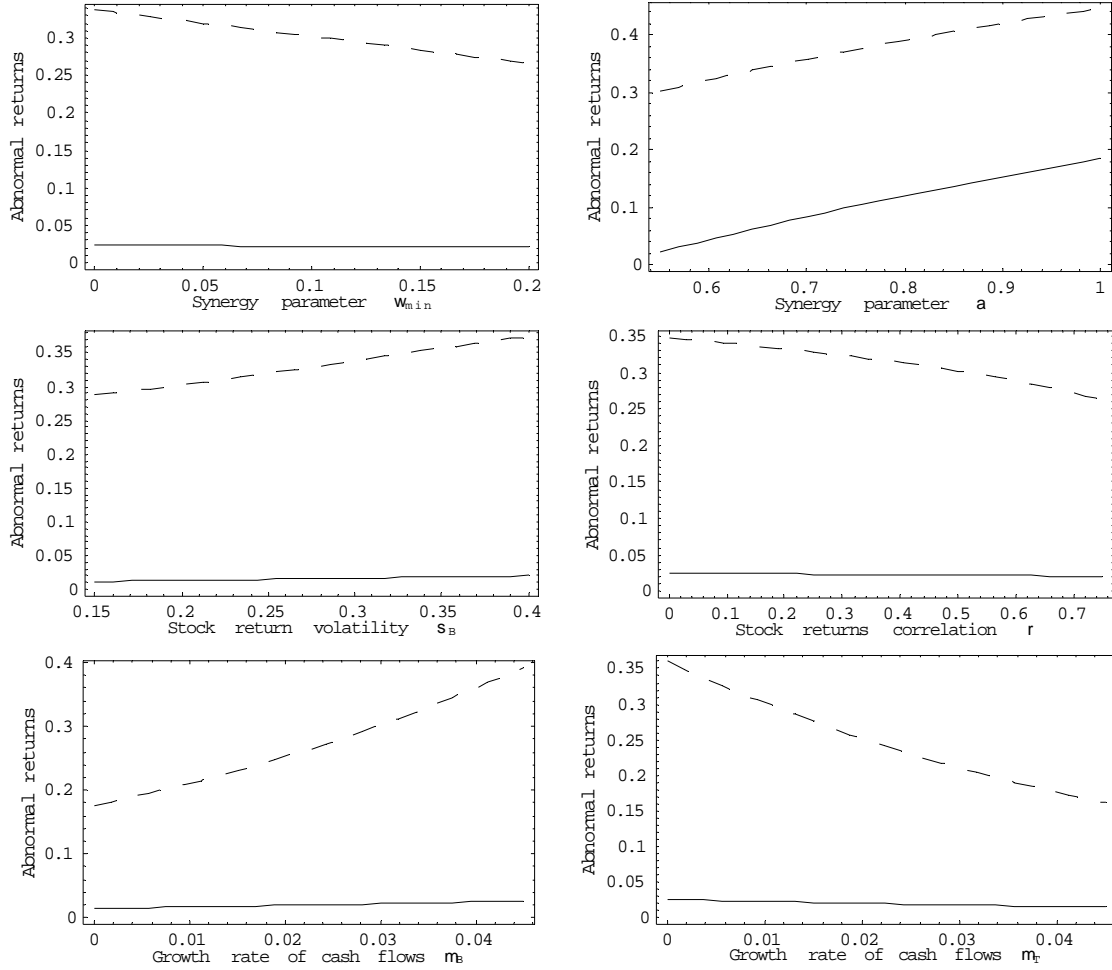 0.3
0.25
0.2
0.15
0.1
0.05
0
Abnormal returns
0 0.05 0.1 0.15 0.2
Synergy parameter wmin
0.4
0.3
0.2
0.1
0
Abnormal returns
0.6 0.7 0.8 0.9 1
Synergy parameter a
0.35
0.3
0.25
0.2
0.15
0.1
0.05
0
Abnormal returns
0.15 0.2 0.25 0.3 0.35 0.4
Stock return volatility sB
0.35
0.3
0.25
0.2
0.15
0.1
0.05
0
Abnormal returns
0 0.1 0.2 0.3 0.4 0.5 0.6 0.7
Stock returns correlation r
0.4
0.3
0.2
0.1
0
Abnormal returns
0 0.01 0.02 0.03 0.04
Growth rate of cash flows mB
0.35
0.3
0.25
0.2
0.15
0.1
0.05
0
Abnormal returns
0 0.01 0.02 0.03 0.04
Growth rate of cash flows mT